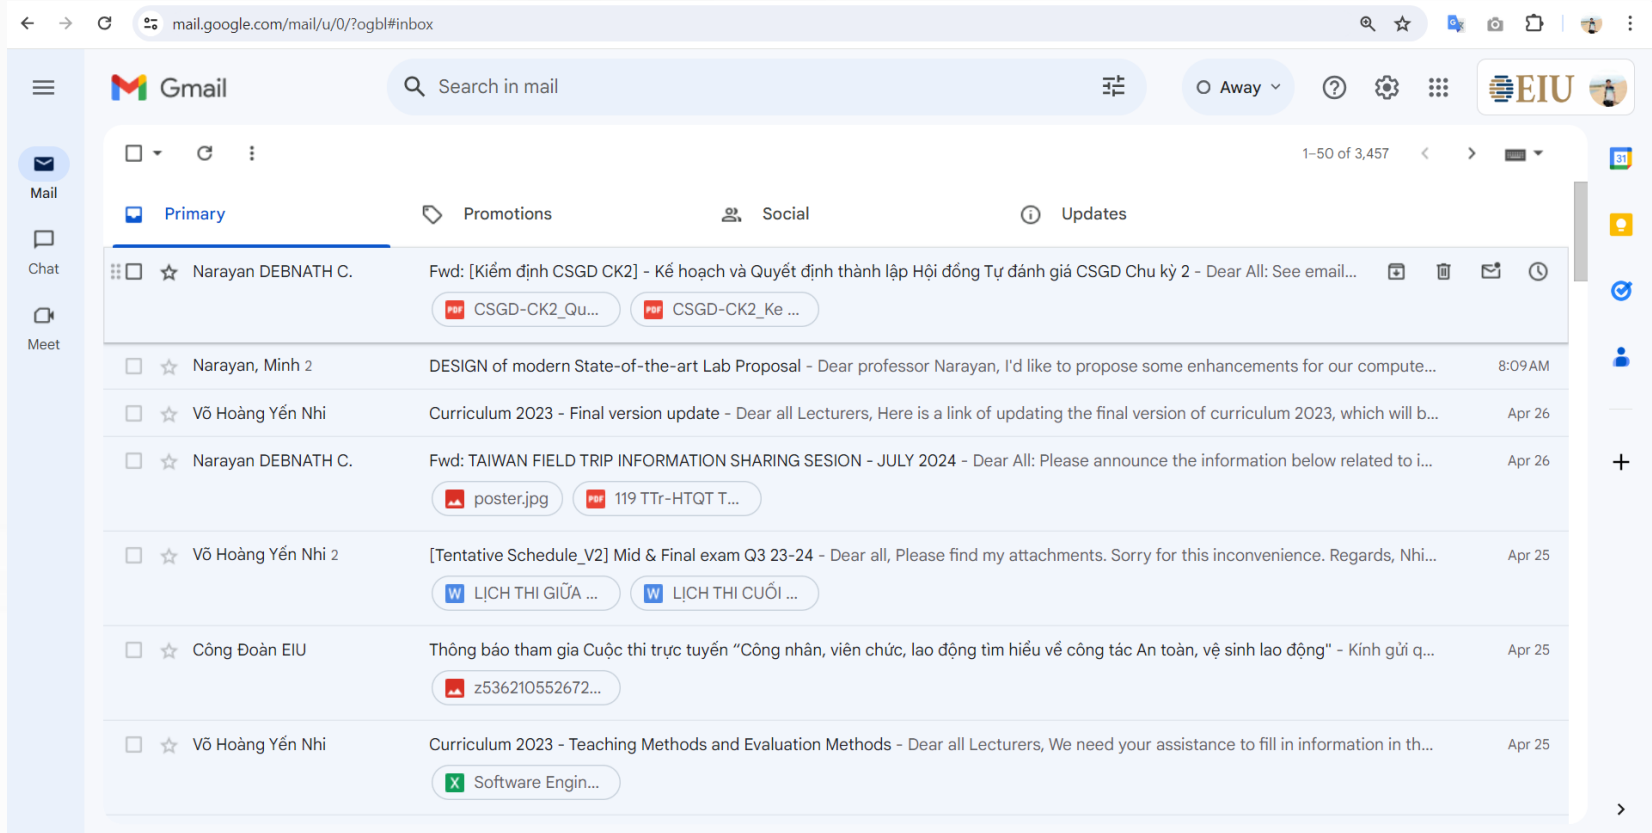 mail.google.com/mail/u/0/?ogbl#inbox
Gmail
Search in mail
Away
EIU
Mail
Chat
Meet
1–50 of 3,457
31
Primary
Promotions
Social
Updates
Narayan DEBNATH C.
Fwd: [Kiểm định CSGD CK2] - Kế hoạch và Quyết định thành lập Hội đồng Tự đánh giá CSGD Chu kỳ 2 - Dear All: See email...
PDF CSGD-CK2_Qu...
PDF CSGD-CK2_Ke ...
Narayan, Minh 2
DESIGN of modern State-of-the-art Lab Proposal - Dear professor Narayan, I'd like to propose some enhancements for our compute...
8:09 AM
Võ Hoàng Yến Nhi
Curriculum 2023 - Final version update - Dear all Lecturers, Here is a link of updating the final version of curriculum 2023, which will b...
Apr 26
Narayan DEBNATH C.
Fwd: TAIWAN FIELD TRIP INFORMATION SHARING SESION - JULY 2024 - Dear All: Please announce the information below related to i...
Apr 26
poster.jpg
PDF 119 TTr-HTQT T...
Võ Hoàng Yến Nhi 2
[Tentative Schedule_V2] Mid & Final exam Q3 23-24 - Dear all, Please find my attachments. Sorry for this inconvenience. Regards, Nhi...
Apr 25
W LỊCH THI GIỮA ...
W LỊCH THI CUỐI ...
Công Đoàn EIU
Thông báo tham gia Cuộc thi trực tuyến “Công nhân, viên chức, lao động tìm hiểu về công tác An toàn, vệ sinh lao động" - Kính gửi q...
Apr 25
z536210552672...
Võ Hoàng Yến Nhi
Curriculum 2023 - Teaching Methods and Evaluation Methods - Dear all Lecturers, We need your assistance to fill in information in th...
Apr 25
X Software Engin...